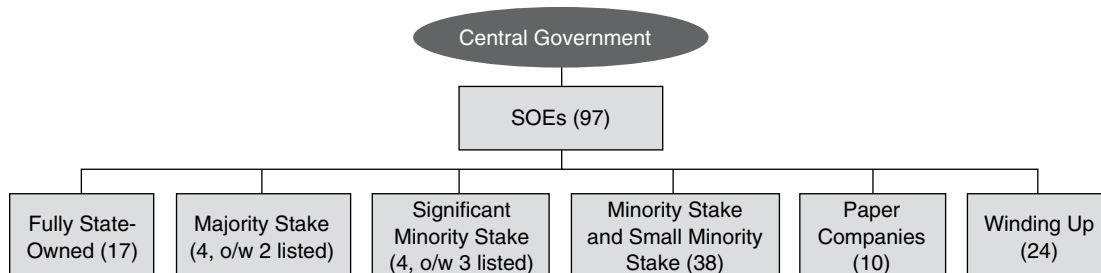 Central Government
SOEs (97)
Fully State-
Owned (17)
Majority Stake
(4, o/w 2 listed)
Significant
Minority Stake
(4, o/w 3 listed)
Minority Stake
and Small Minority
Stake (38)
Paper
Companies
(10)
Winding Up
(24)